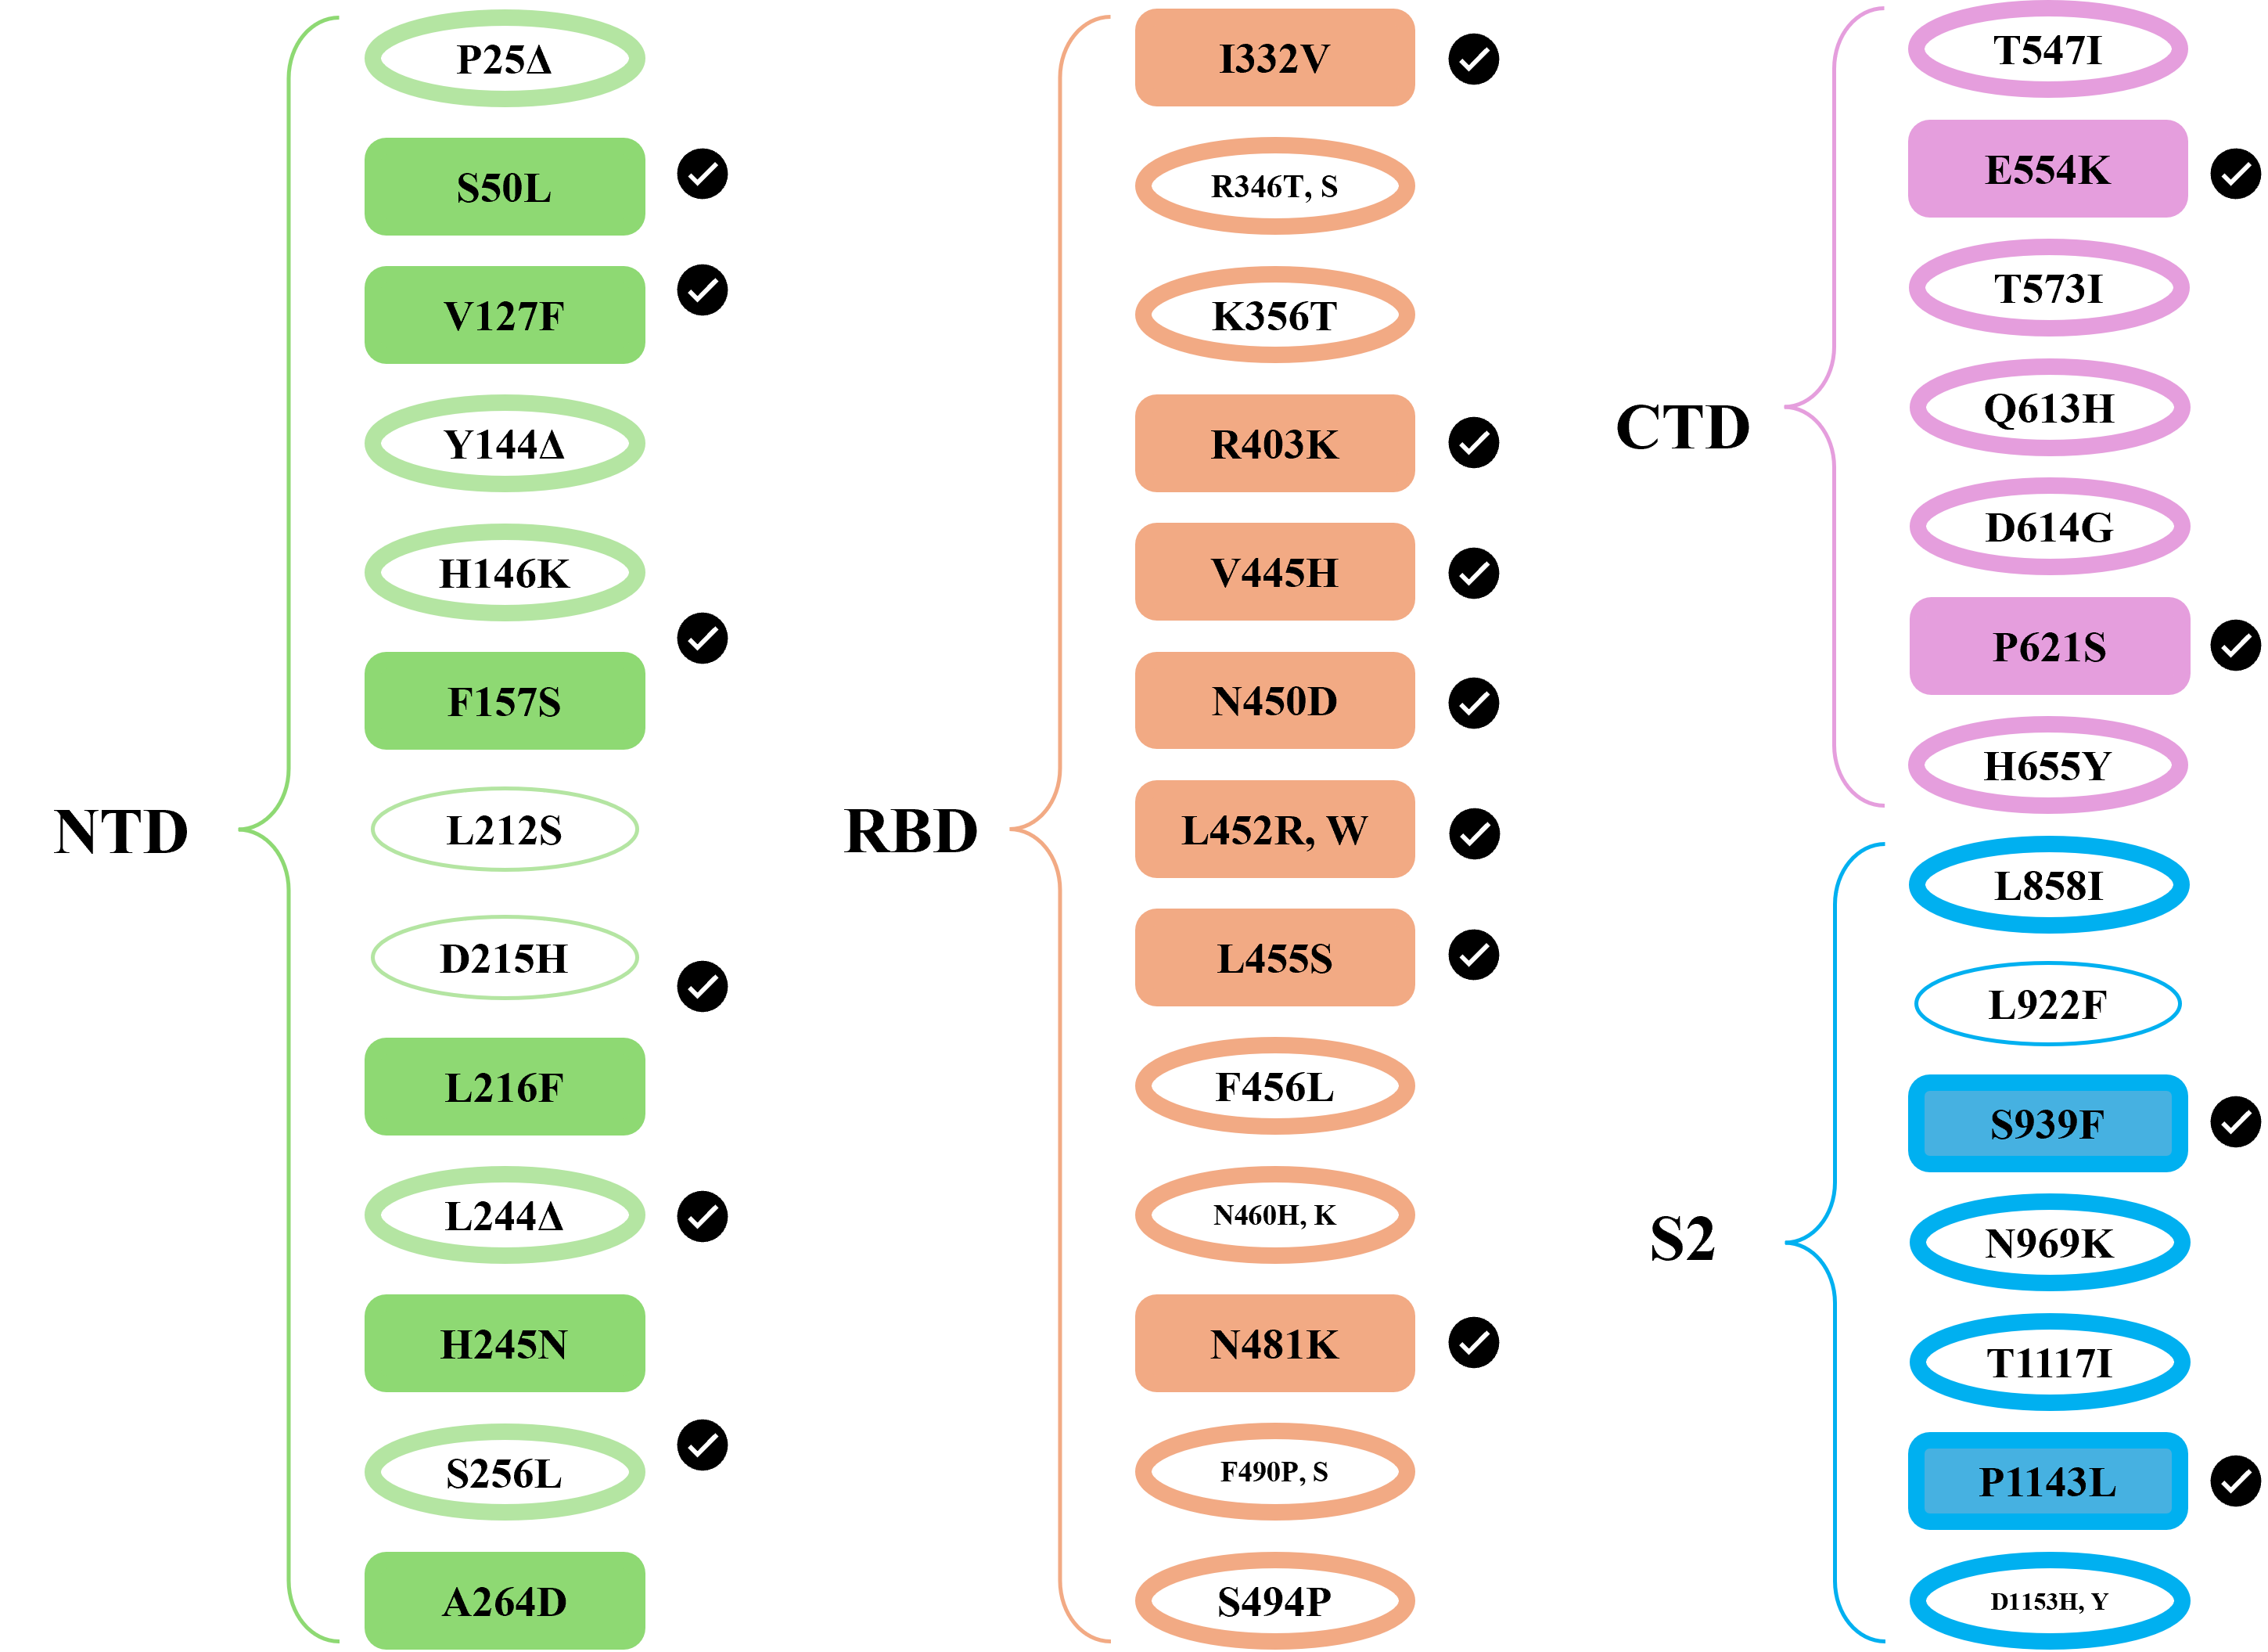 NTD
P25Δ
S50L
V127F
Y144Δ
H146K
F157S
L212S
D215H
L216F
L244Δ
H245N
S256L
A264D
RBD
I332V
R346T, S
K356T
R403K
V445H
N450D
L452R, W
L455S
F456L
N460H, K
N481K
F490P, S
S494P
CTD
T547I
E554K
T573I
Q613H
D614G
P621S
H655Y
S2
L858I
L922F
S939F
N969K
T1117I
P1143L
D1153H, Y